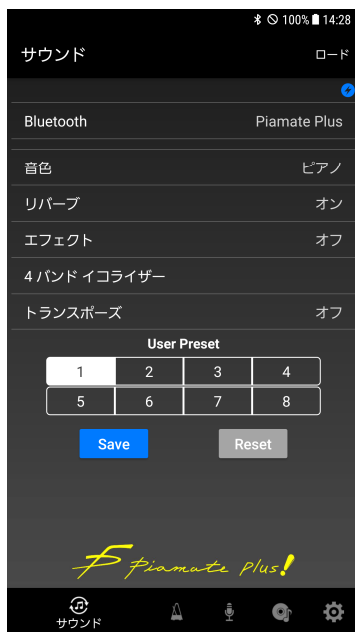 100% 14:28
サウンド ロード
Bluetooth Piamate Plus
音色 ピアノ
リバーブ オン
エフェクト オフ
4 バンド イコライザー
トランスポーズ オフ
User Preset
1 2 3 4
5 6 7 8
Save Reset
Piamate Plus!
サウンド